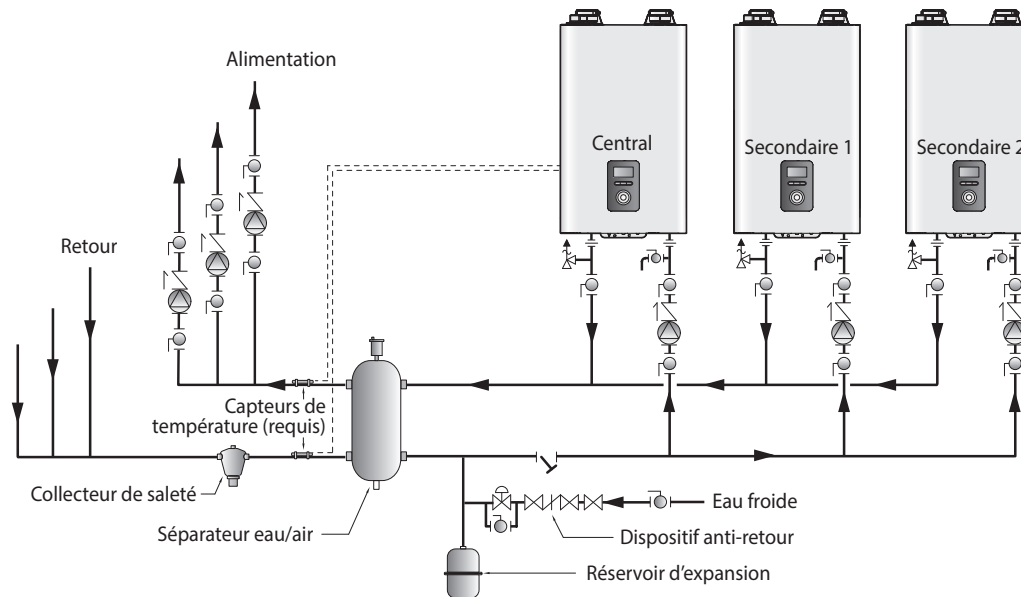 Alimentation
Central
Secondaire 1
Secondaire 2
Retour
Capteurs de
température (requis)
Collecteur de saleté
Séparateur eau/air
Eau froide
Dispositif anti-retour
Réservoir d'expansion